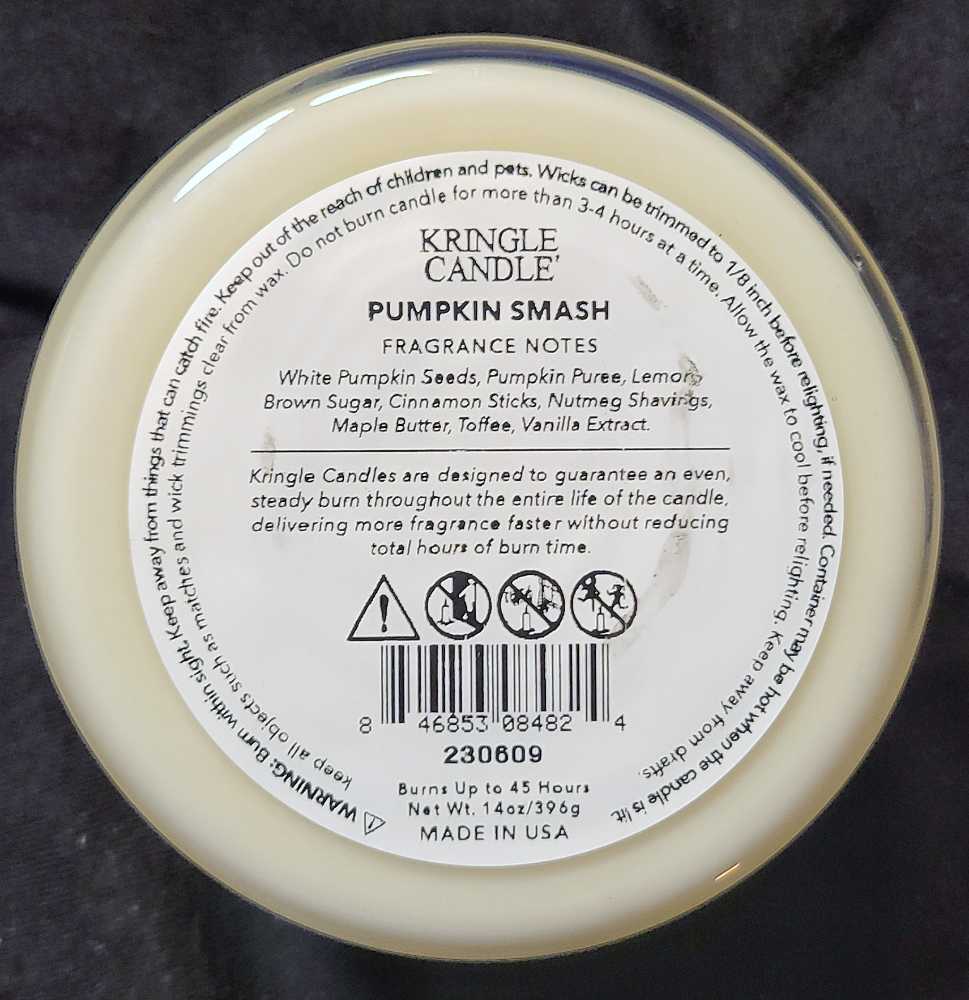 WARNING: Burn within sight. Keep away from things that can catch fire. Keep out of the reach of children and pets. Wicks can be trimmed to 1/8 inch before relighting, if needed. Container may be hot when the candle is lit.
keep all objects such as matches and wick trimmings clear from wax. Do not burn candle for more than 3-4 hours at a time. Allow the wax to cool before relighting. Keep away from drafts.
KRINGLE
CANDLE'
PUMPKIN SMASH
FRAGRANCE NOTES
White Pumpkin Seeds, Pumpkin Puree, Lemon,
Brown Sugar, Cinnamon Sticks, Nutmeg Shavings,
Maple Butter, Toffee, Vanilla Extract.
Kringle Candles are designed to guarantee an even,
steady burn throughout the entire life of the candle,
delivering more fragrance faster without reducing
total hours of burn time.
8 46853 08482 4
230609
Burns Up to 45 Hours
Net Wt. 14oz/396g
MADE IN USA